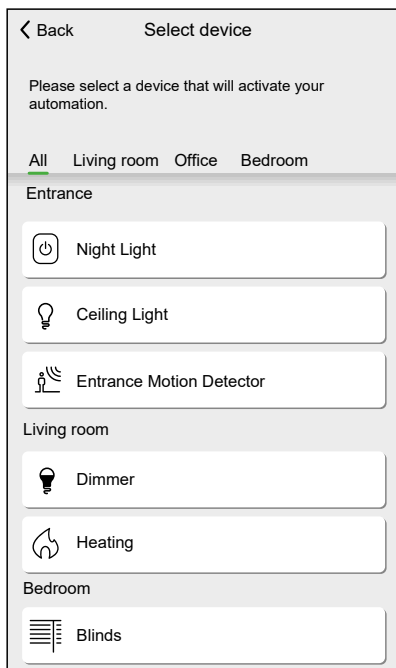 Back Select device
Please select a device that will activate your
automation.
All Living room Office Bedroom
Entrance
Night Light
Ceiling Light
Entrance Motion Detector
Living room
Dimmer
Heating
Bedroom
Blinds